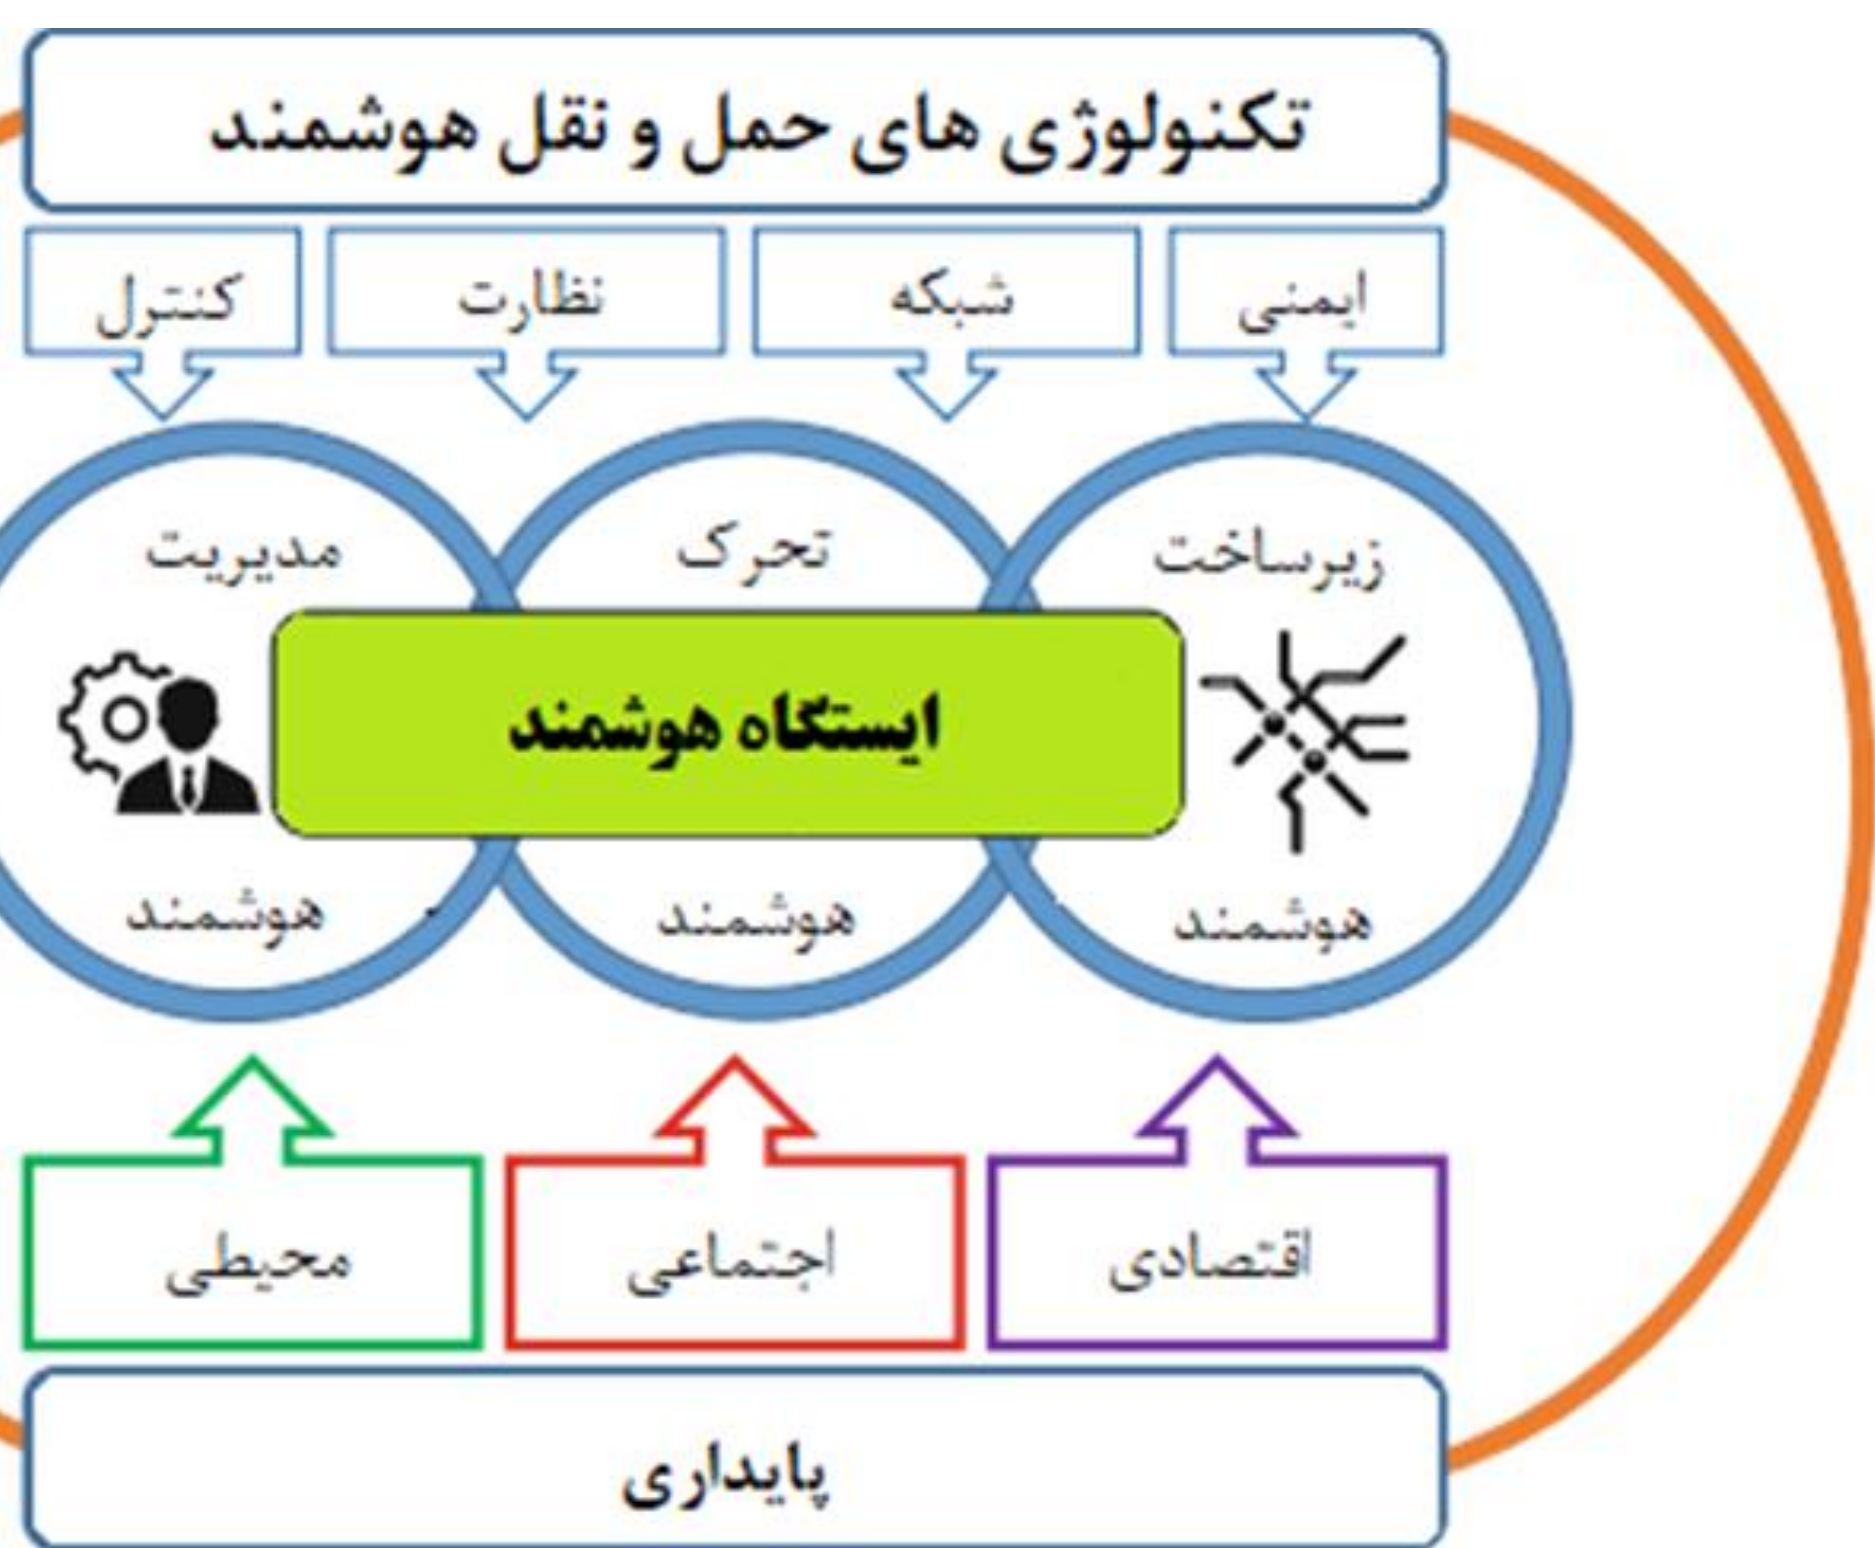 تکنولوژی های حمل و نقل هوشمند
ایمنی
شبکه
نظارت
کنترل
زیرساخت
تحرک
مدیریت
ایستگاه هوشمند
هوشمند
هوشمند
هوشمند
اقتصادی
اجتماعی
محیطی
پایداری